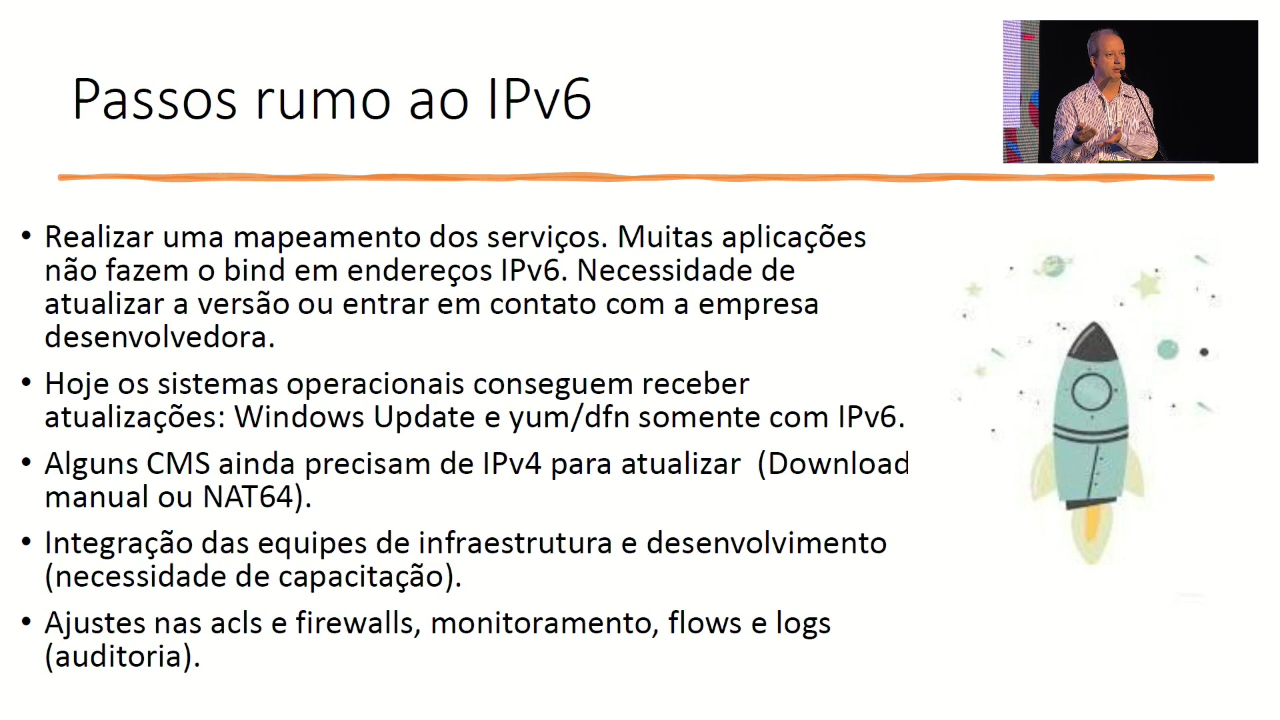 Passos rumo ao IPv6
• Realizar uma mapeamento dos serviços. Muitas aplicações
não fazem o bind em endereços IPv6. Necessidade de
atualizar a versão ou entrar em contato com a empresa
desenvolvedora.
• Hoje os sistemas operacionais conseguem receber
atualizações: Windows Update e yum/dfn somente com IPv6.
• Alguns CMS ainda precisam de IPv4 para atualizar (Download
manual ou NAT64).
• Integração das equipes de infraestrutura e desenvolvimento
(necessidade de capacitação).
• Ajustes nas acls e firewalls, monitoramento, flows e logs
(auditoria).